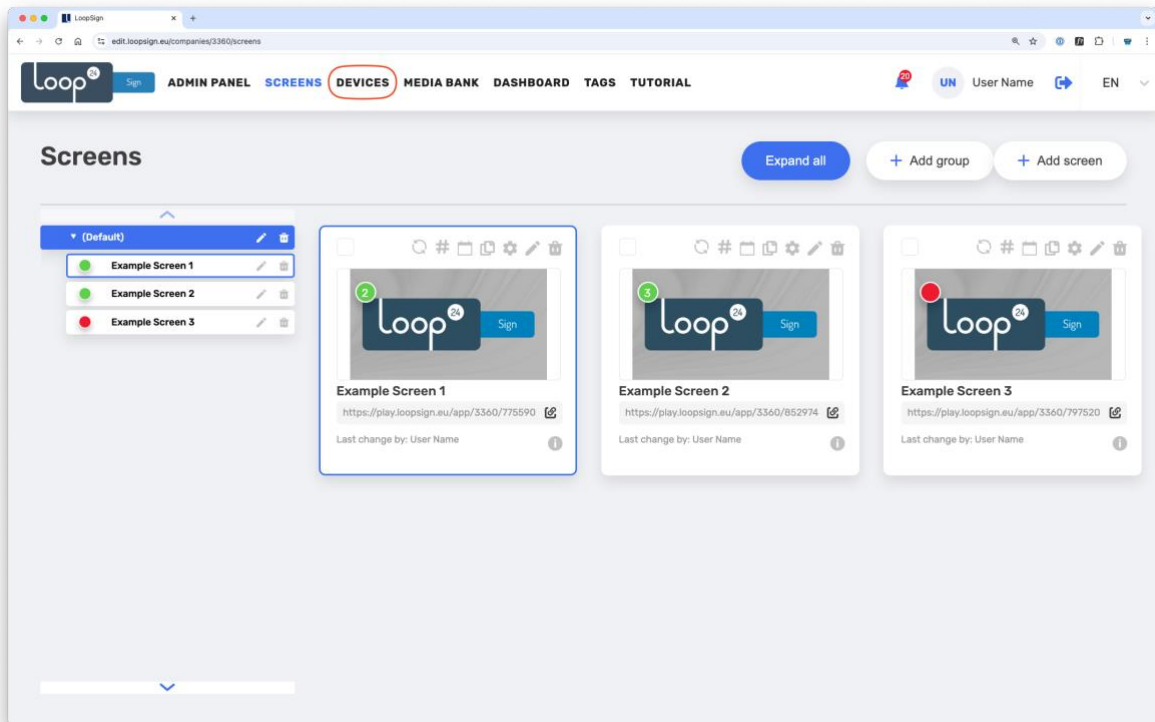 LoopSign
edit.loopsign.eu/companies/3360/screens
Loop 24 Sign ADMIN PANEL SCREENS DEVICES MEDIA BANK DASHBOARD TAGS TUTORIAL 20 UN User Name EN
Screens
Expand all
+ Add group
+ Add screen
(Default)
Example Screen 1
Example Screen 2
Example Screen 3
2
Loop 24 Sign
Example Screen 1
https://play.loopsign.eu/app/3360/775590
Last change by: User Name
3
Loop 24 Sign
Example Screen 2
https://play.loopsign.eu/app/3360/852974
Last change by: User Name
Loop 24 Sign
Example Screen 3
https://play.loopsign.eu/app/3360/797520
Last change by: User Name